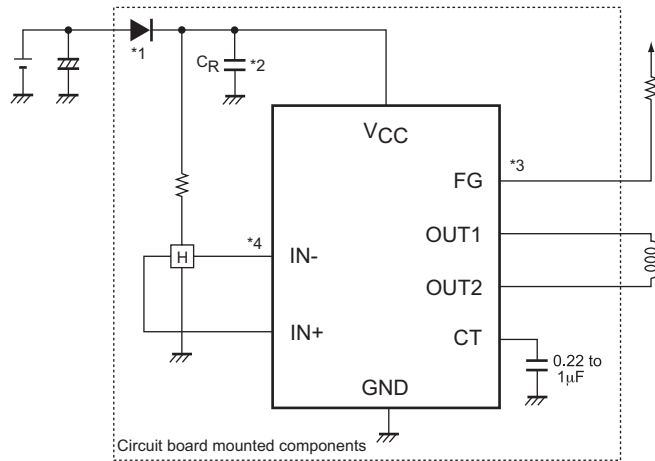 *1
CR
*2
VCC
*3
FG
*4
H
IN-
OUT1
OUT2
IN+
CT
0.22 to
1μF
GND
Circuit board mounted components